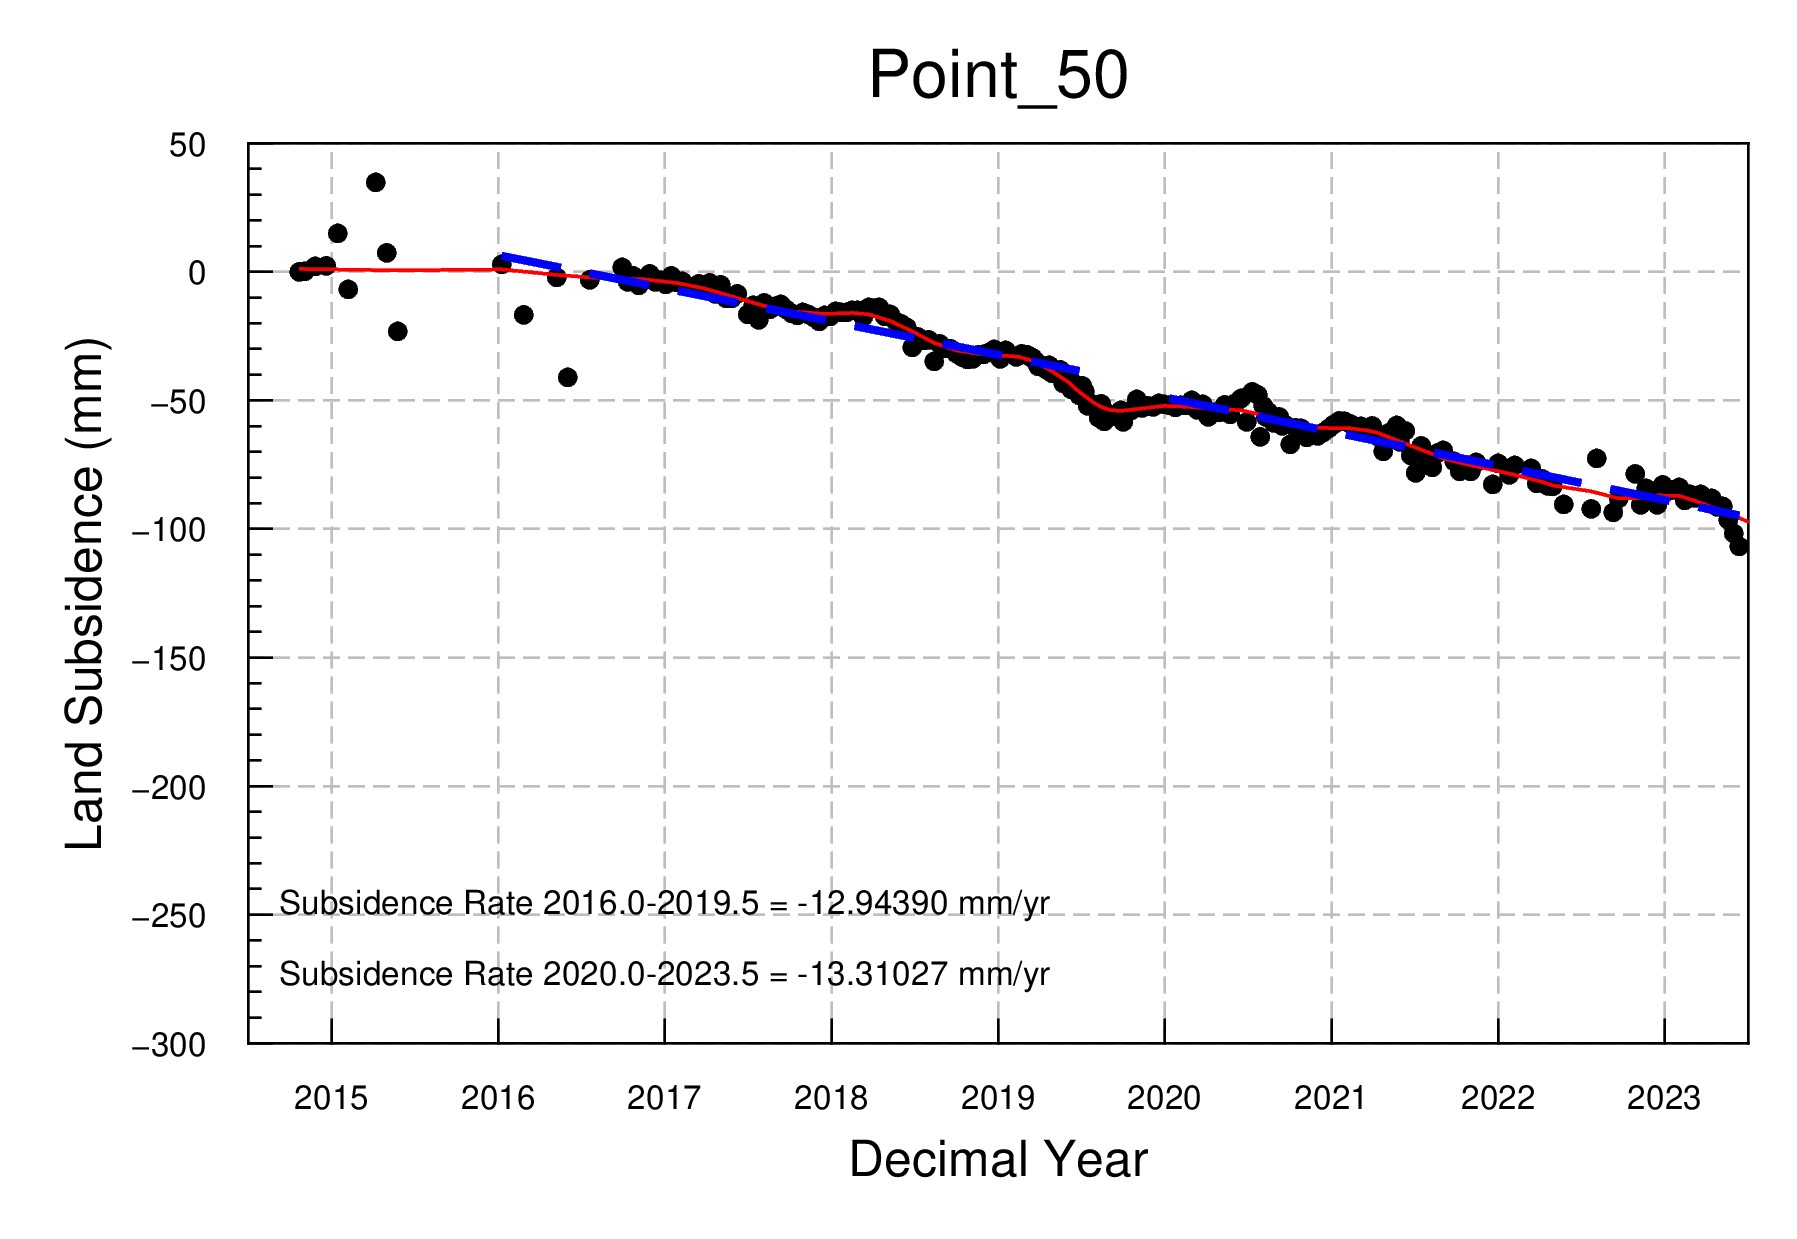 Point_50
50
0
−50
−100
−150
−200
−250
−300
Land Subsidence (mm)
Subsidence Rate 2016.0-2019.5 = -12.94390 mm/yr
Subsidence Rate 2020.0-2023.5 = -13.31027 mm/yr
2015 2016 2017 2018 2019 2020 2021 2022 2023
Decimal Year